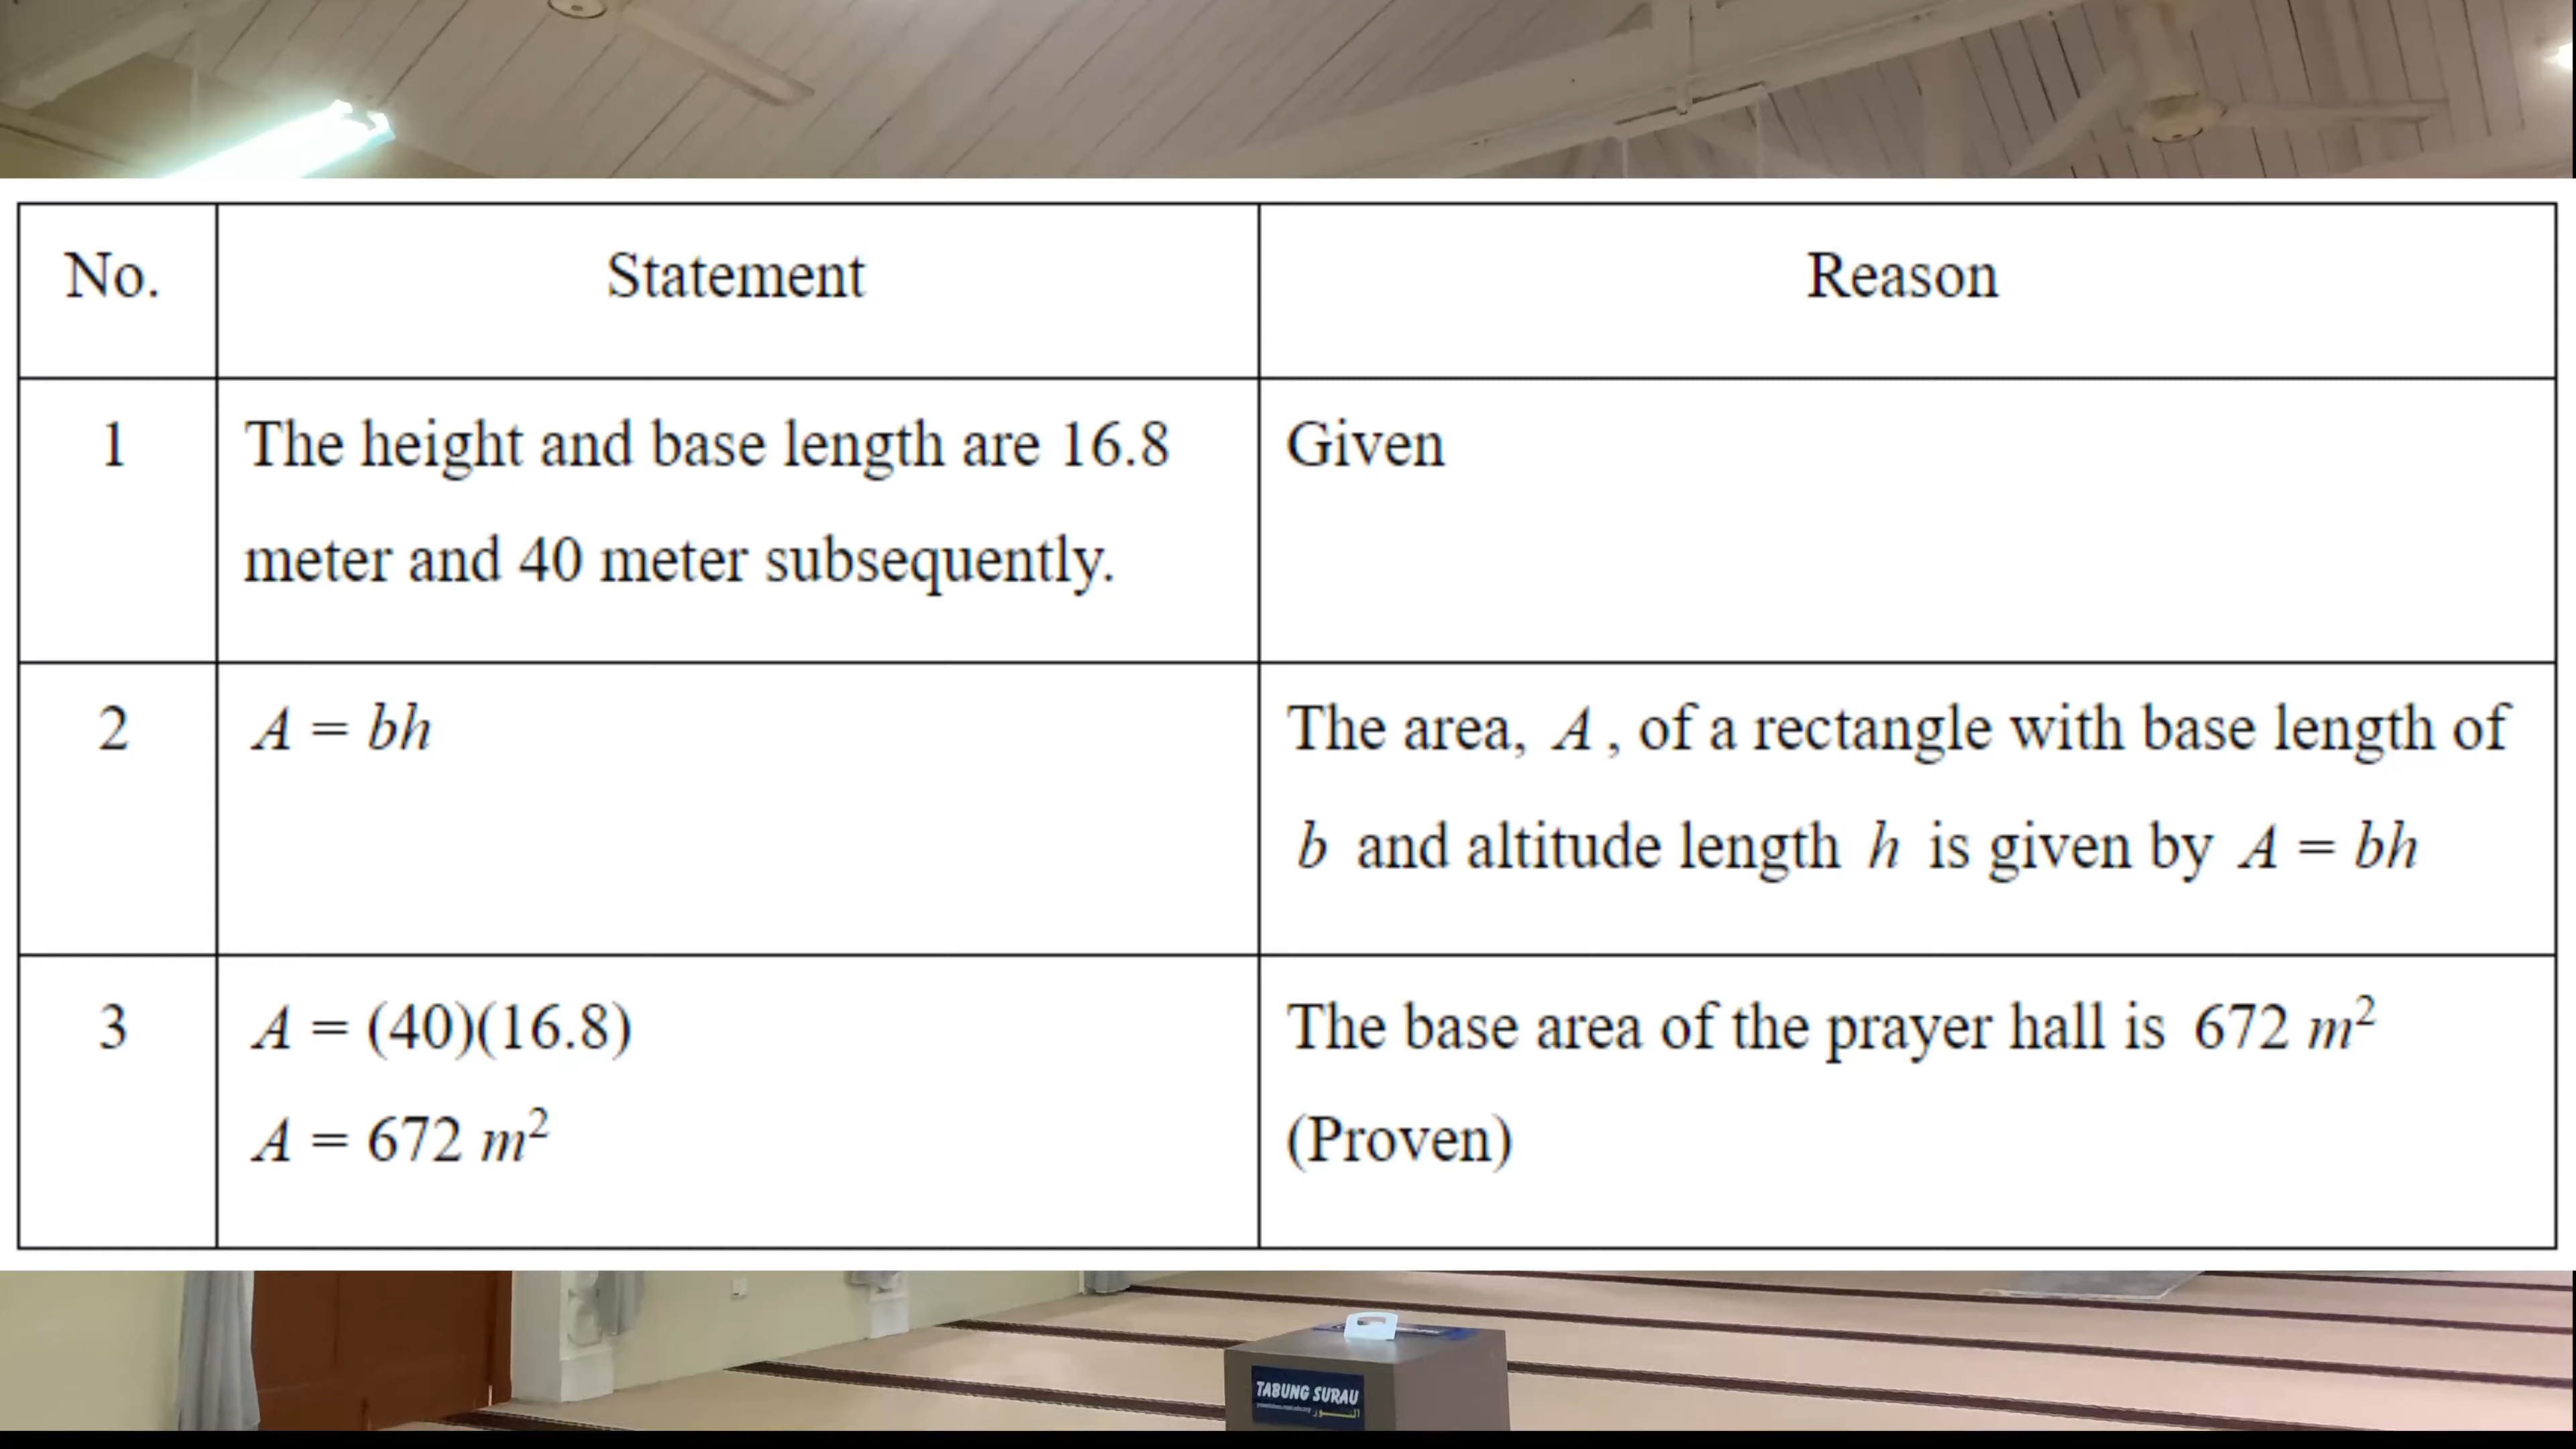 No.
Statement
Reason
1
The height and base length are 16.8
meter and 40 meter subsequently.
Given
2
A = bh
The area, A, of a rectangle with base length of
b and altitude length h is given by A = bh
3
A = (40)(16.8)
A = 672 m²
The base area of the prayer hall is 672 m²
(Proven)
TABUNG SURAU
النـــــور